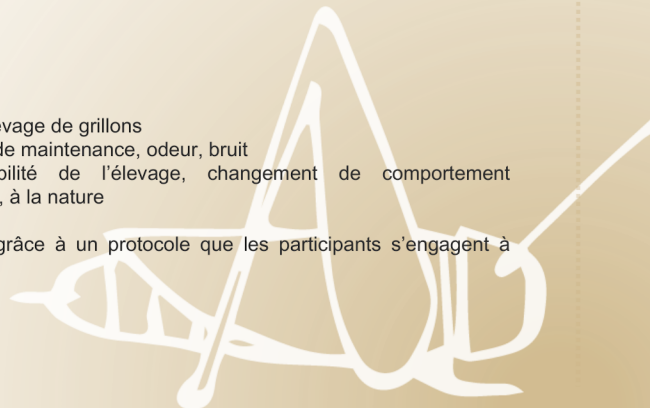 evage de grillons
de maintenance, odeur, bruit
bilité de l’élevage, changement de comportement
, à la nature
grâce à un protocole que les participants s’engagent à